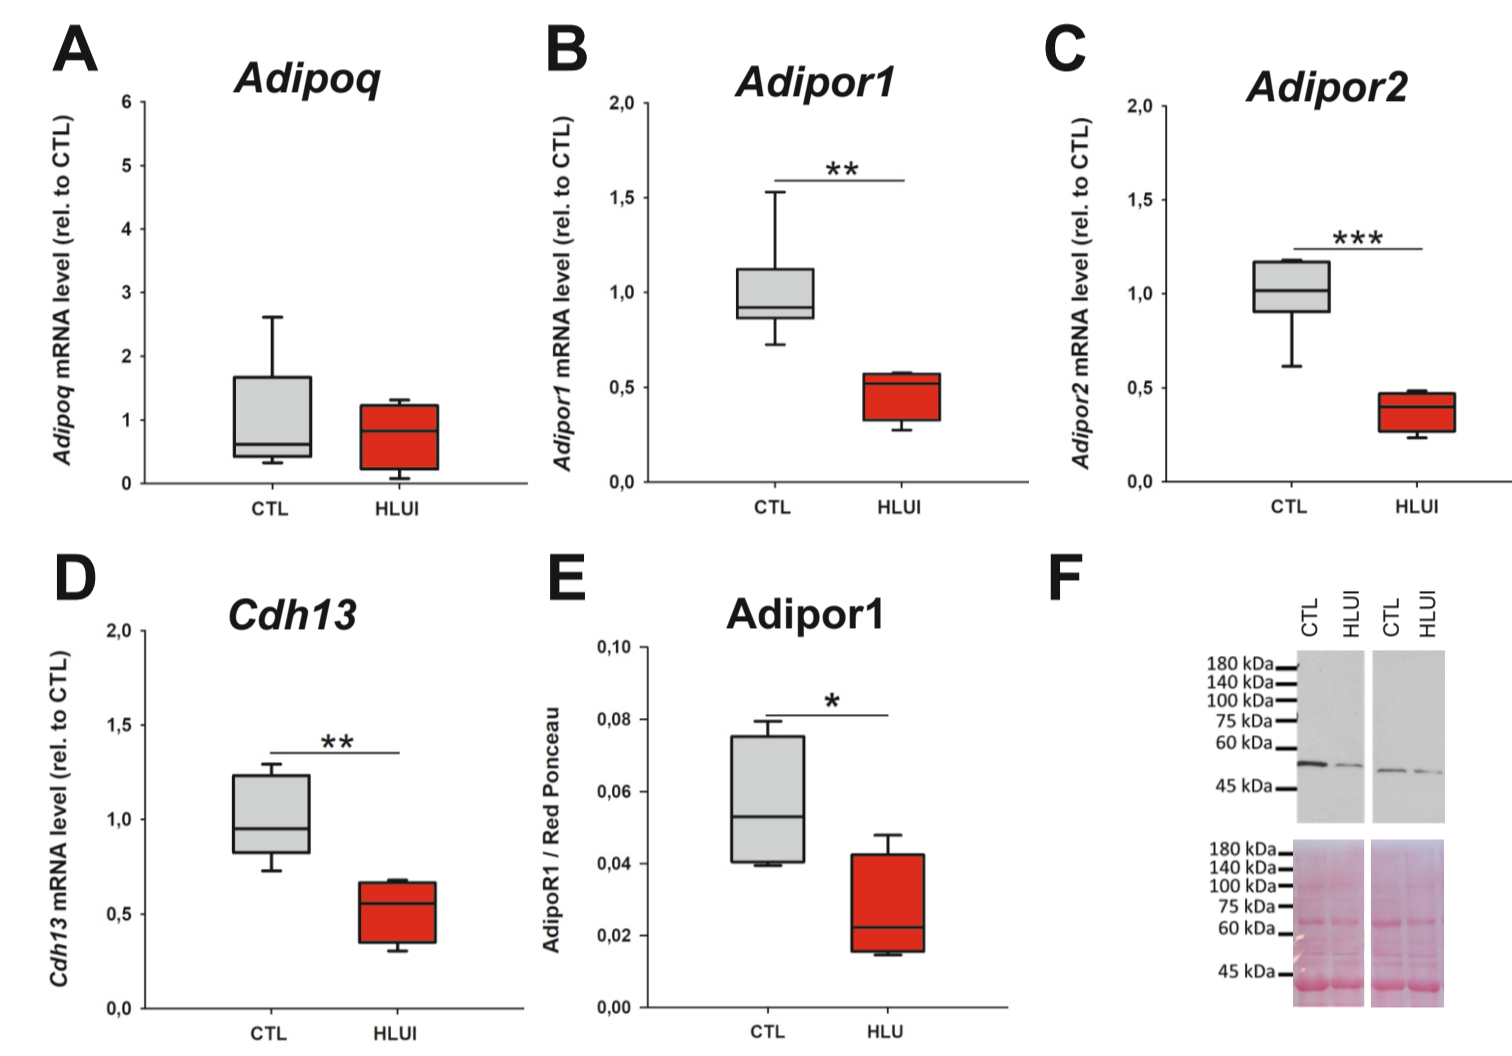 A
Adipoq
Adipoq mRNA level (rel. to CTL)
6
5
4
3
2
1
0
CTL HLUI
B
Adipor1
Adipor1 mRNA level (rel. to CTL)
2,0
1,5
1,0
0,5
0,0
**
CTL HLUI
C
Adipor2
Adipor2 mRNA level (rel. to CTL)
2,0
1,5
1,0
0,5
0,0
***
CTL HLUI
D
Cdh13
Cdh13 mRNA level (rel. to CTL)
2,0
1,5
1,0
0,5
0,0
**
CTL HLUI
E
Adipor1
AdipoR1 / Red Ponceau
0,10
0,08
0,06
0,04
0,02
0,00
*
CTL HLU
F
CTL HLUI CTL HLUI
180 kDa
140 kDa
100 kDa
75 kDa
60 kDa
45 kDa
180 kDa
140 kDa
100 kDa
75 kDa
60 kDa
45 kDa